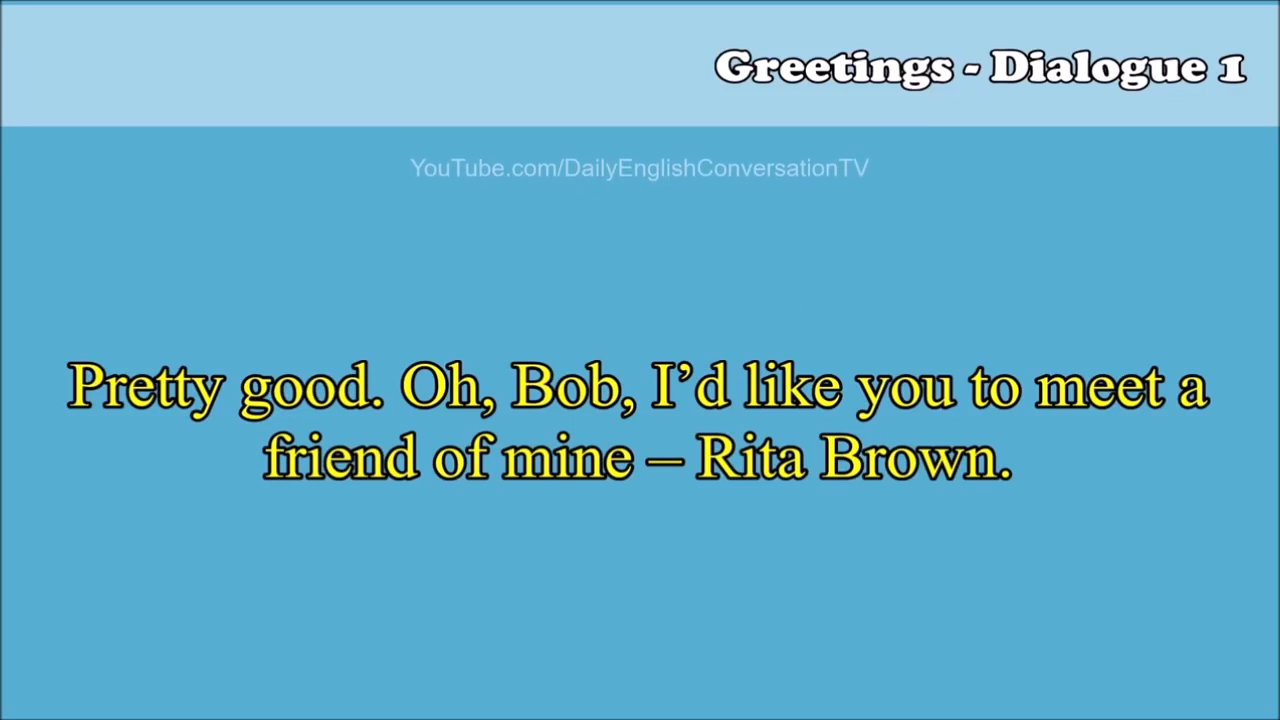 Greetings - Dialogue 1
YouTube.com/DailyEnglishConversationTV
Pretty good. Oh, Bob, I’d like you to meet a
friend of mine – Rita Brown.